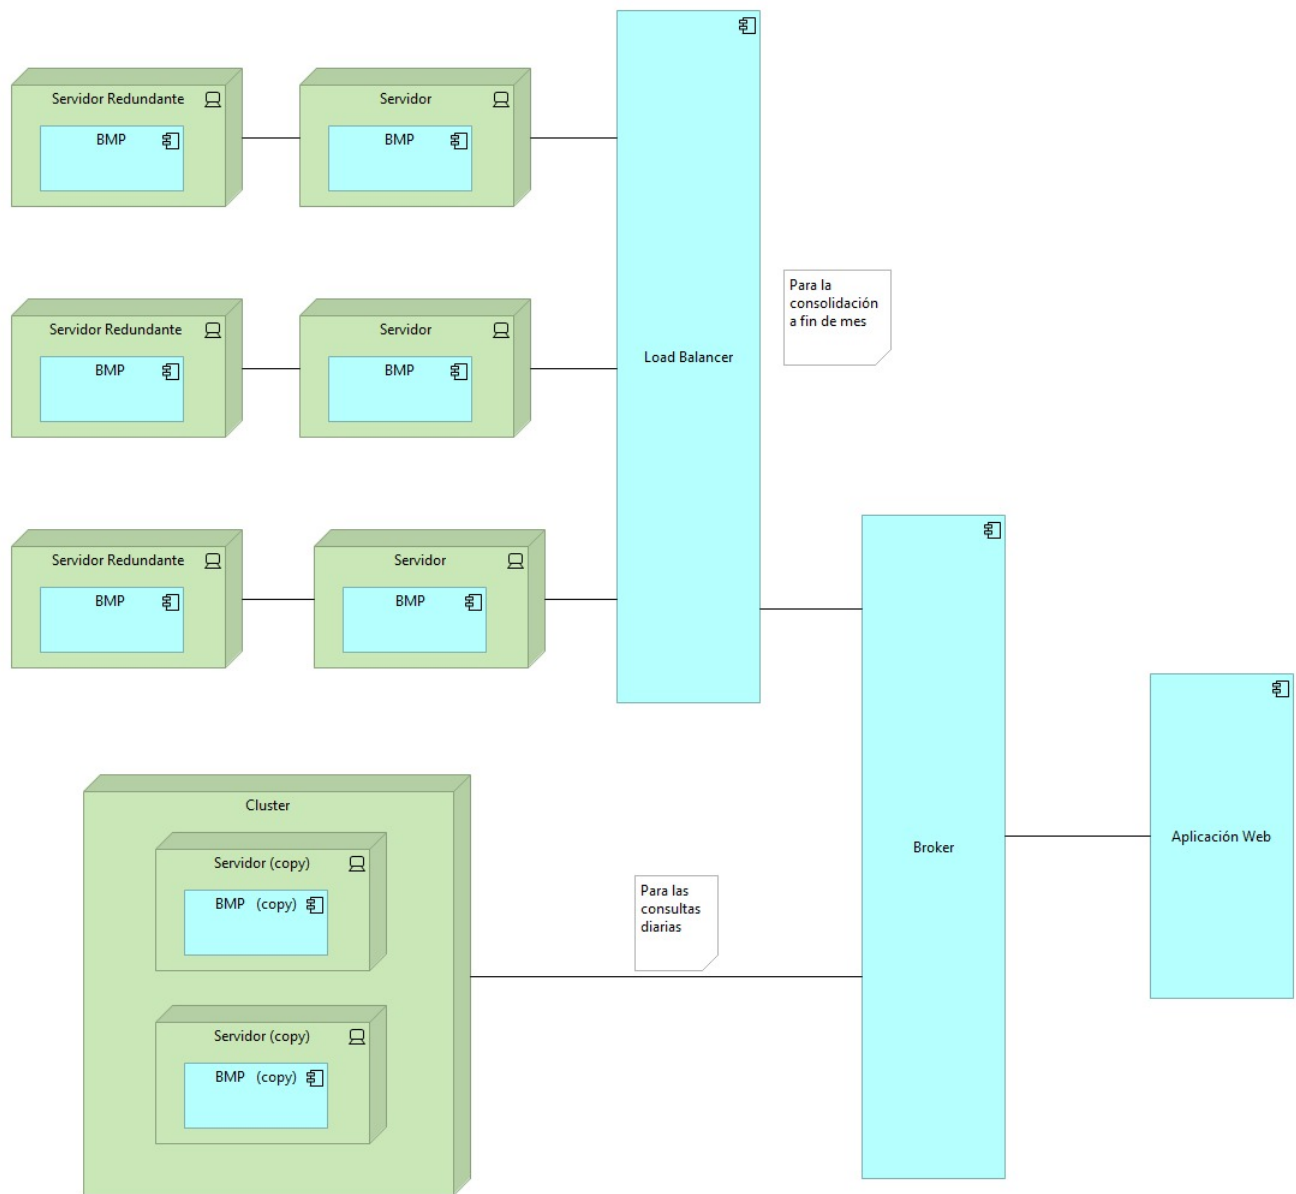 Servidor Redundante
BMP
Servidor
BMP
Servidor Redundante
BMP
Servidor
BMP
Servidor Redundante
BMP
Servidor
BMP
Load Balancer
Para la
consolidación
a fin de mes
Cluster
Servidor (copy)
BMP (copy)
Servidor (copy)
BMP (copy)
Para las
consultas
diarias
Broker
Aplicación Web